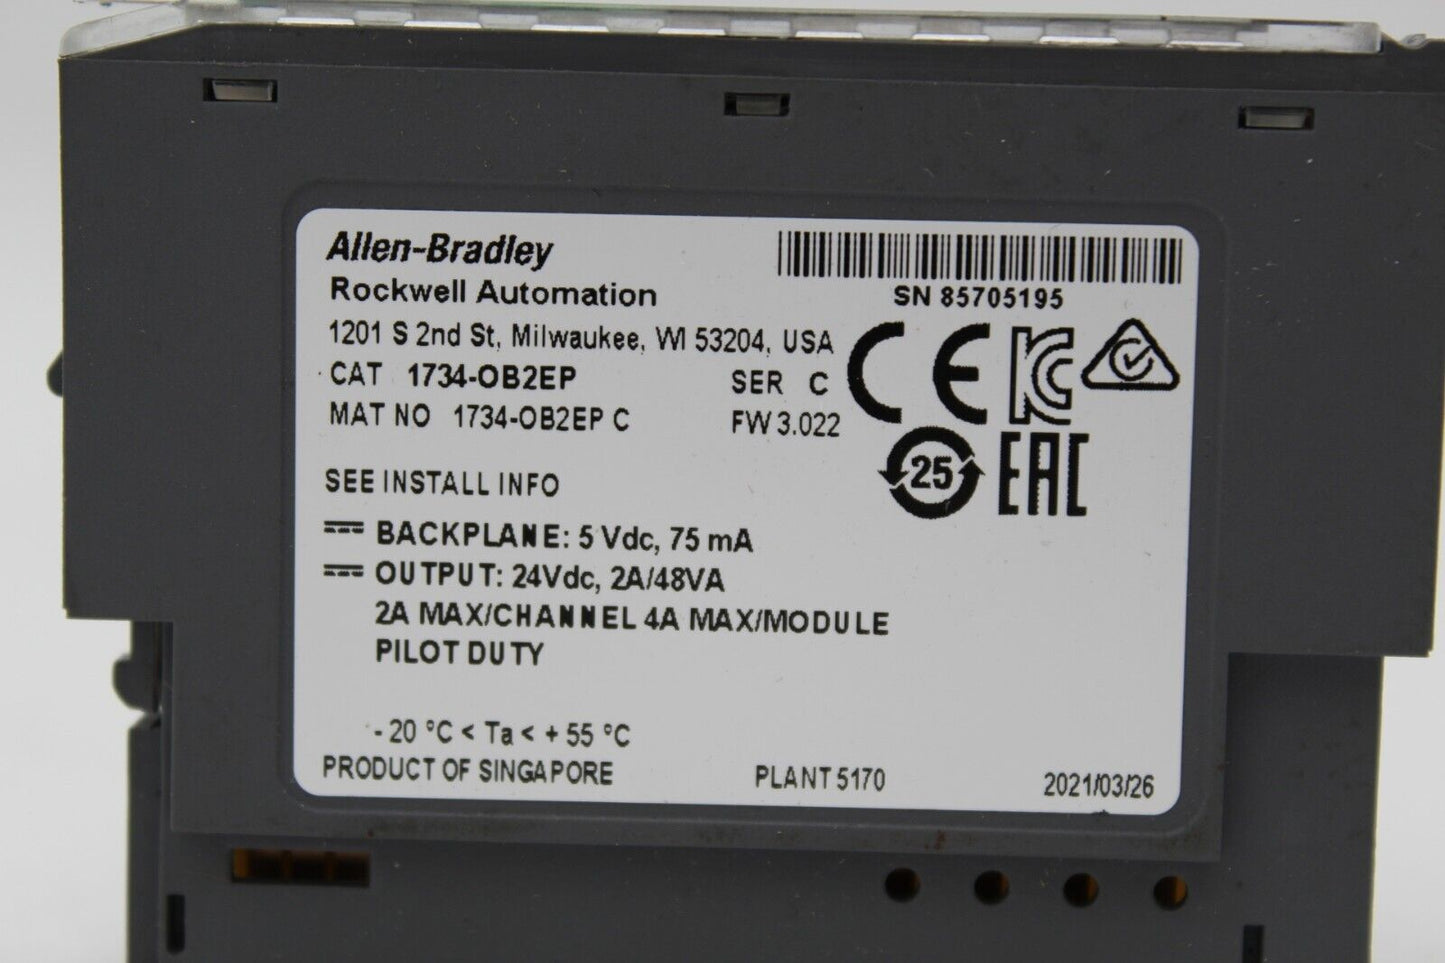 Allen-Bradley
SN 85705195
Rockwell Automation
1201 S 2nd St, Milwaukee, WI 53204, USA
CAT 1734-OB2EP SER C
MAT NO 1734-OB2EP C FW 3.022
CE
KC
25
EAC
SEE INSTALL INFO
BACKPLANE: 5 Vdc, 75 mA
OUTPUT: 24Vdc, 2A/48VA
2A MAX/CHANNEL 4A MAX/MODULE
PILOT DUTY
- 20 °C < Ta < + 55 °C
PRODUCT OF SINGAPORE PLANT 5170 2021/03/26